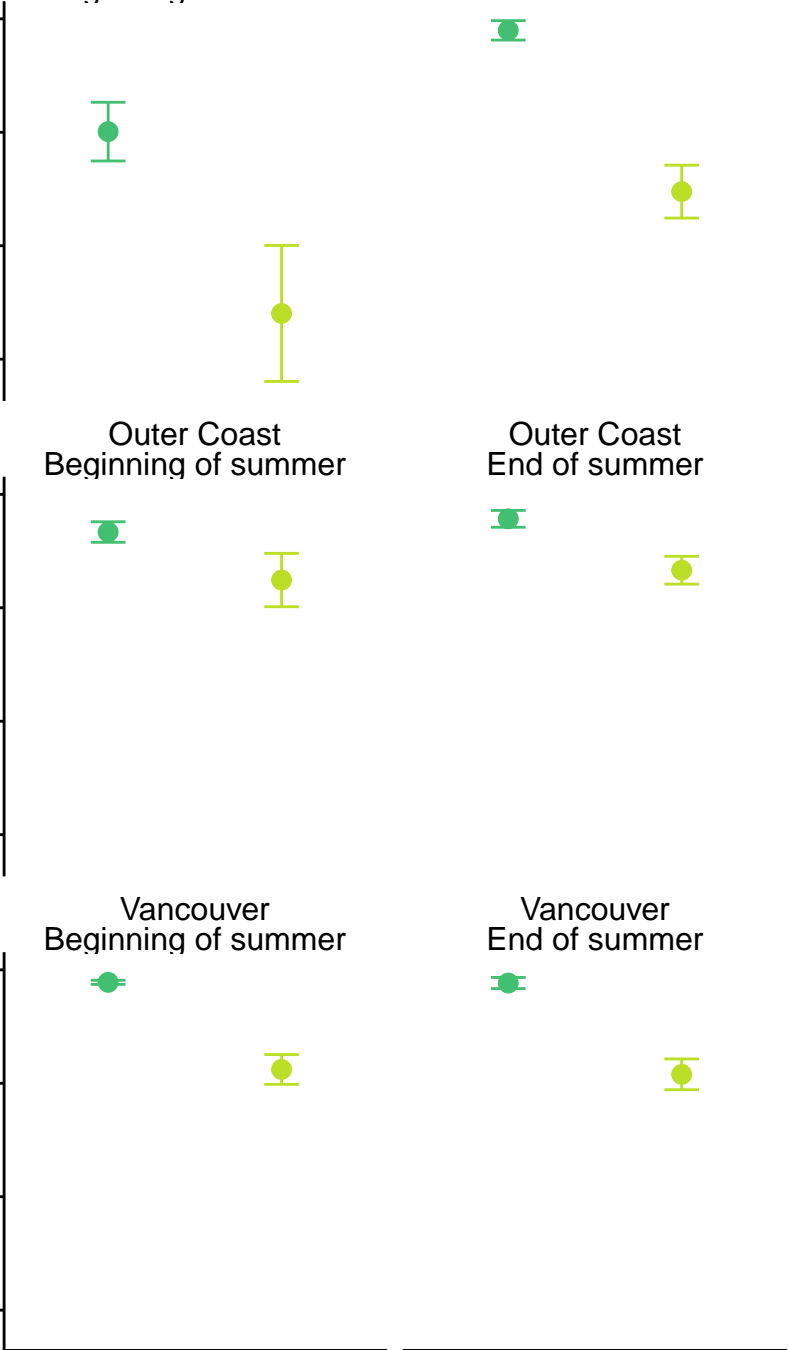 Outer Coast
Beginning of summer
Outer Coast
End of summer
Vancouver
Beginning of summer
Vancouver
End of summer